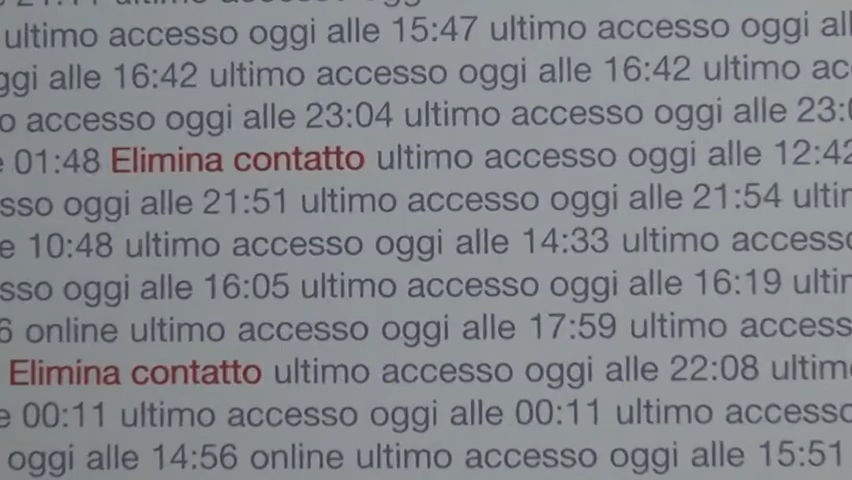 ultimo accesso oggi alle 15:47 ultimo accesso oggi
oggi alle 16:42 ultimo accesso oggi alle 16:42 ultimo
accesso oggi alle 23:04 ultimo accesso oggi alle
01:48 Elimina contatto ultimo accesso oggi alle 12:42
oggi alle 21:51 ultimo accesso oggi alle 21:54
10:48 ultimo accesso oggi alle 14:33 ultimo accesso
oggi alle 16:05 ultimo accesso oggi alle 16:19
online ultimo accesso oggi alle 17:59 ultimo
Elimina contatto ultimo accesso oggi alle 22:08
00:11 ultimo accesso oggi alle 00:11 ultimo accesso
oggi alle 14:56 online ultimo accesso oggi alle 15:51